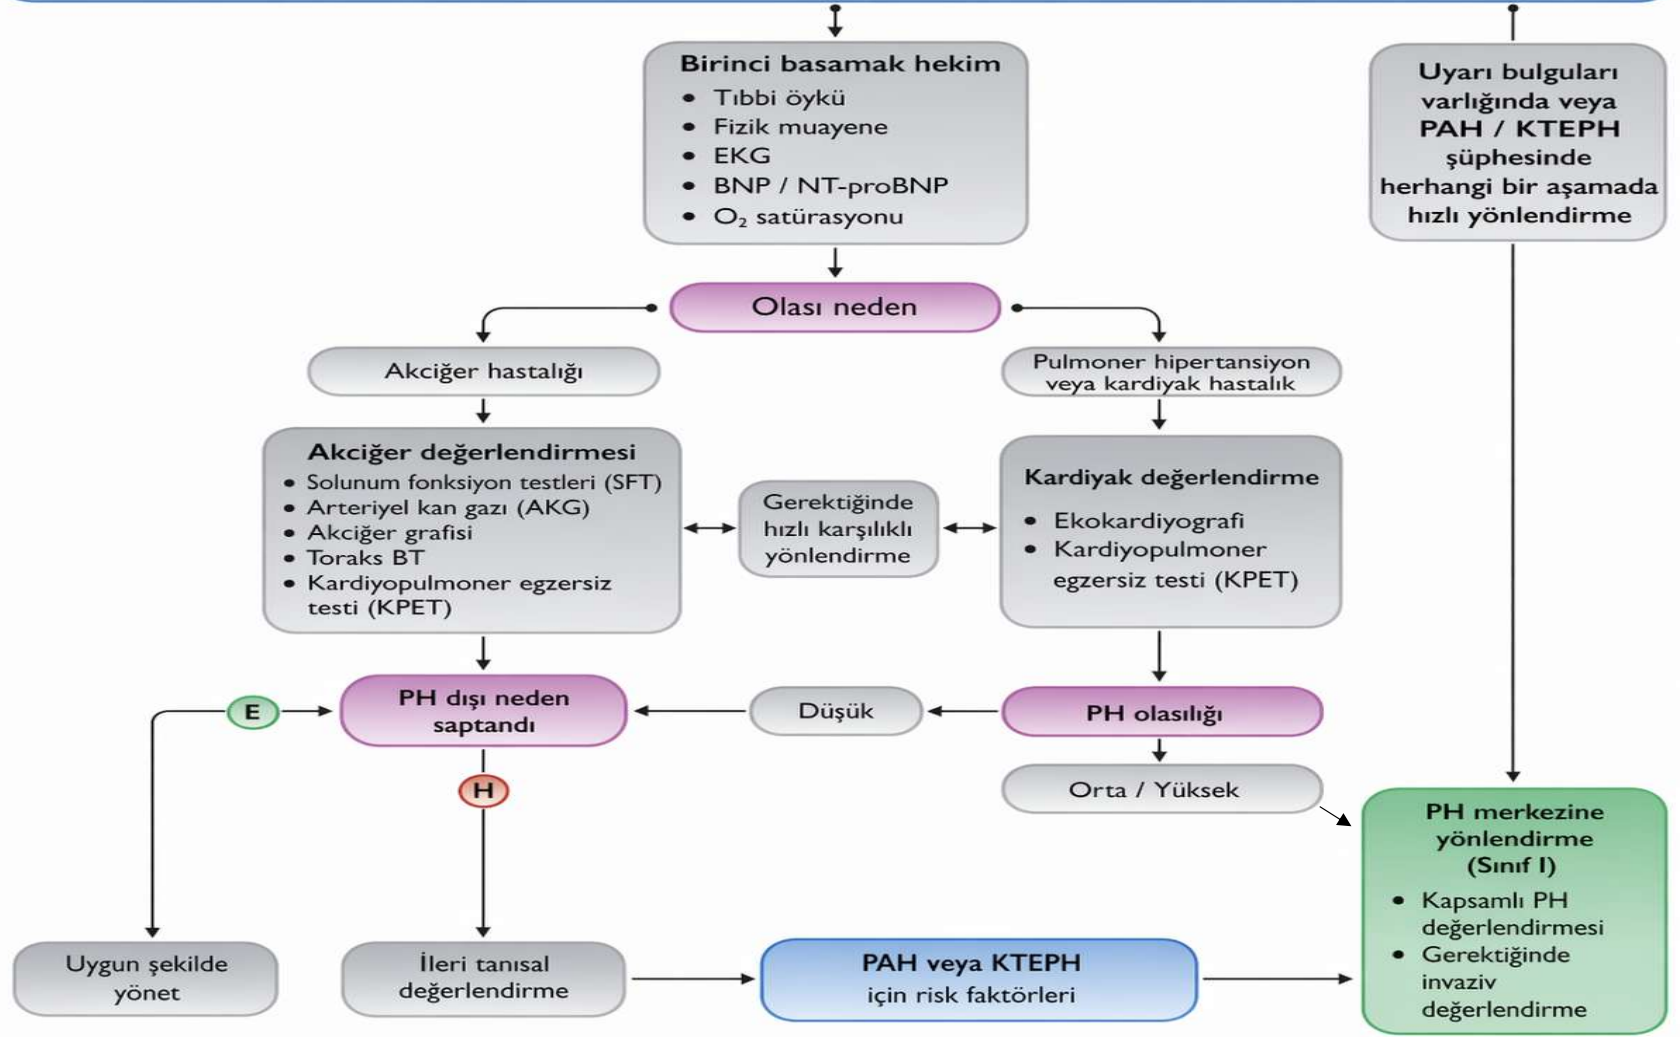 Birinci basamak hekim
• Tıbbi öykü
• Fizik muayene
• EKG
• BNP / NT-proBNP
• O₂ satürasyonu
Uyarı bulguları
varlığında veya
PAH / KTEPH
şüphesinde
herhangi bir aşamada
hızlı yönlendirme
Olası neden
Akciğer hastalığı
Pulmoner hipertansiyon
veya kardiyak hastalık
Akciğer değerlendirmesi
• Solunum fonksiyon testleri (SFT)
• Arteriyel kan gazı (AKG)
• Akciğer grafisi
• Toraks BT
• Kardiyopulmoner egzersiz
testi (KPET)
Gerektiğinde
hızlı karşılıklı
yönlendirme
Kardiyak değerlendirme
• Ekokardiyografi
• Kardiyopulmoner
egzersiz testi (KPET)
E
PH dışı neden
saptandı
Düşük
PH olasılığı
H
Orta / Yüksek
PH merkezine
yönlendirme
(Sınıf I)
• Kapsamlı PH
değerlendirmesi
• Gerektiğinde
invaziv
değerlendirme
Uygun şekilde
yönet
İleri tanısal
değerlendirme
PAH veya KTEPH
için risk faktörleri